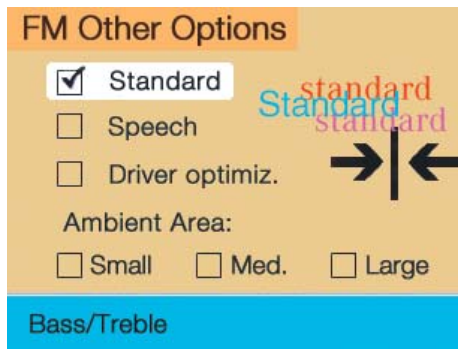 FM Other Options
Standard
standard
Standard
standard
Speech
Driver optimiz.
Ambient Area:
Small Med. Large
Bass/Treble